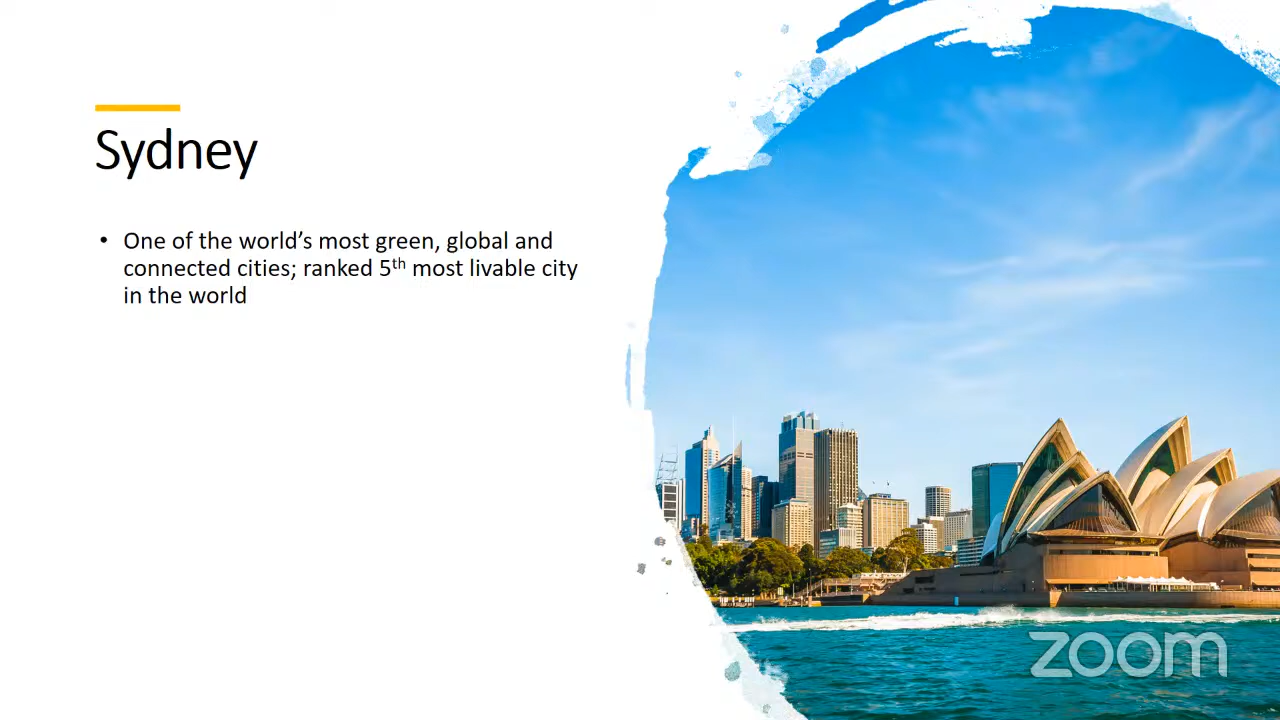 Sydney
• One of the world’s most green, global and
connected cities; ranked 5th most livable city
in the world
zoom